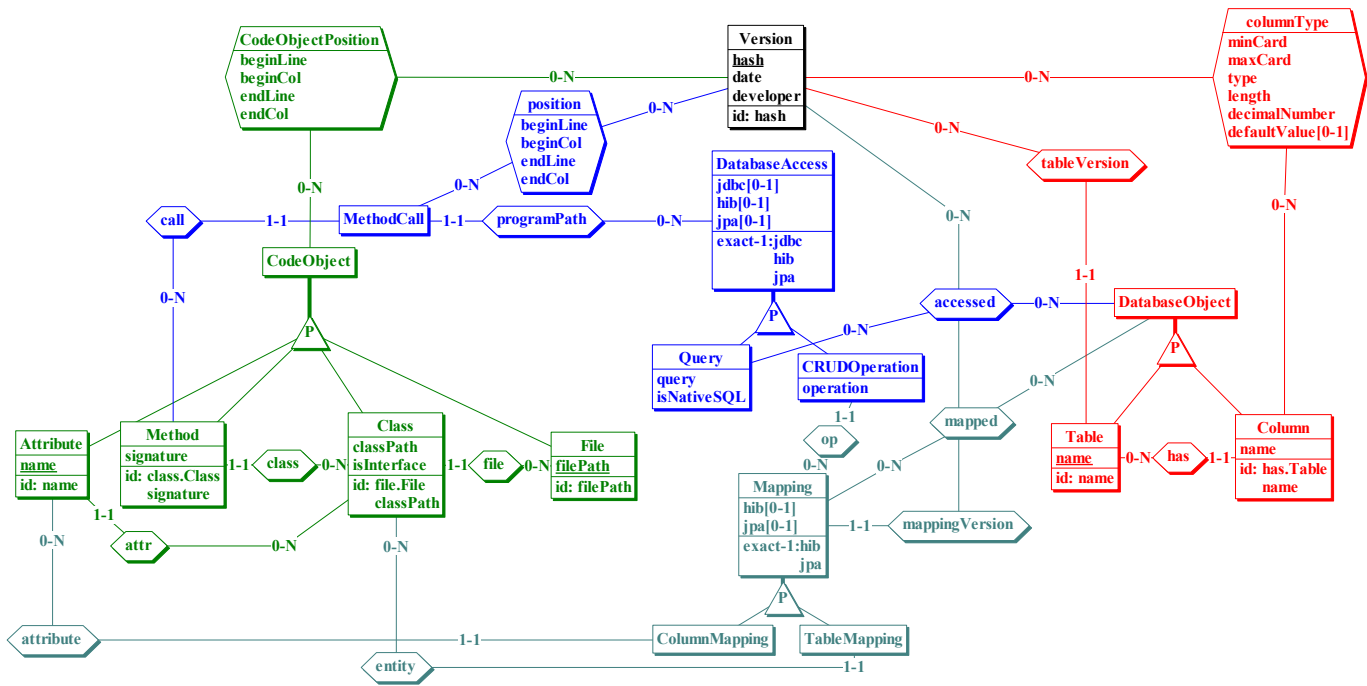 CodeObjectPosition
beginLine
beginCol
endLine
endCol
0-N
Version
hash
date
developer
id: hash
0-N
columnType
minCard
maxCard
type
length
decimalNumber
defaultValue[0-1]
position
beginLine
beginCol
endLine
endCol
0-N
0-N
tableVersion
DatabaseAccess
jdbc[0-1]
hib[0-1]
jpa[0-1]
exact-1:jdbc
hib
jpa
0-N
0-N
0-N
0-N
call
1-1
MethodCall
1-1
programPath
0-N
CodeObject
0-N
1-1
accessed
0-N
DatabaseObject
P
P
0-N
P
Query
query
isNativeSQL
CRUDOperation
operation
0-N
1-1
op
0-N
mapped
Attribute
name
id: name
Method
signature
id: class.Class
signature
1-1
class
0-N
Class
classPath
isInterface
id: file.File
classPath
1-1
file
0-N
File
filePath
id: filePath
Table
name
id: name
0-N
has
1-1
Column
name
id: has.Table
name
0-N
Mapping
hib[0-1]
jpa[0-1]
exact-1:hib
jpa
1-1
mappingVersion
1-1
attr
0-N
0-N
0-N
P
attribute
1-1
ColumnMapping
TableMapping
entity
1-1